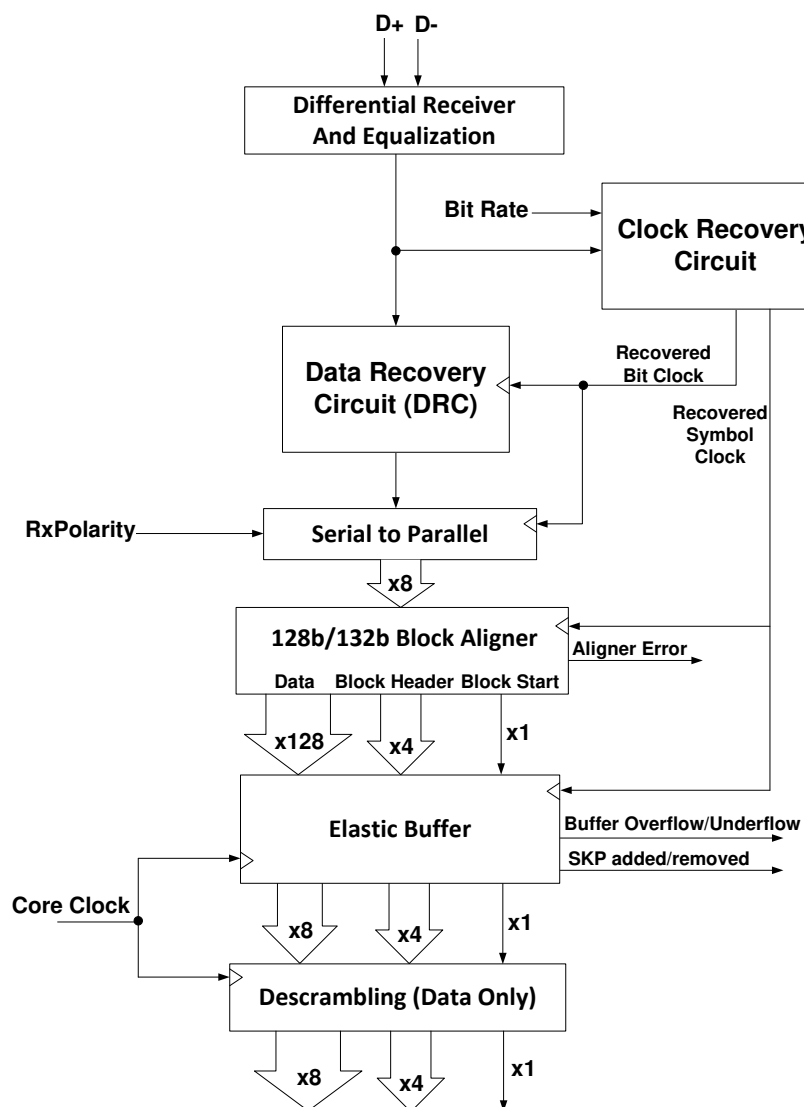 D+ D-
Differential Receiver
And Equalization
Bit Rate
Clock Recovery
Circuit
Data Recovery
Circuit (DRC)
Recovered
Bit Clock
Recovered
Symbol
Clock
RxPolarity
Serial to Parallel
x8
128b/132b Block Aligner
Aligner Error
Data Block Header Block Start
x128 x4 x1
Elastic Buffer
Buffer Overflow/Underflow
SKP added/removed
Core Clock
x8 x4 x1
Descrambling (Data Only)
x8 x4 x1